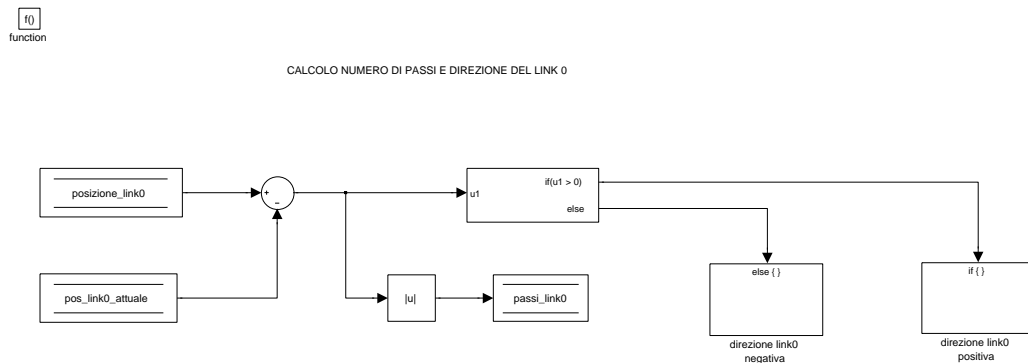 f()
function
CALCOLO NUMERO DI PASSI E DIREZIONE DEL LINK 0
posizione_link0
+
−
u1
if(u1 > 0)
else
pos_link0_attuale
|u|
passi_link0
else { }
if { }
direzione link0
negativa
direzione link0
positiva